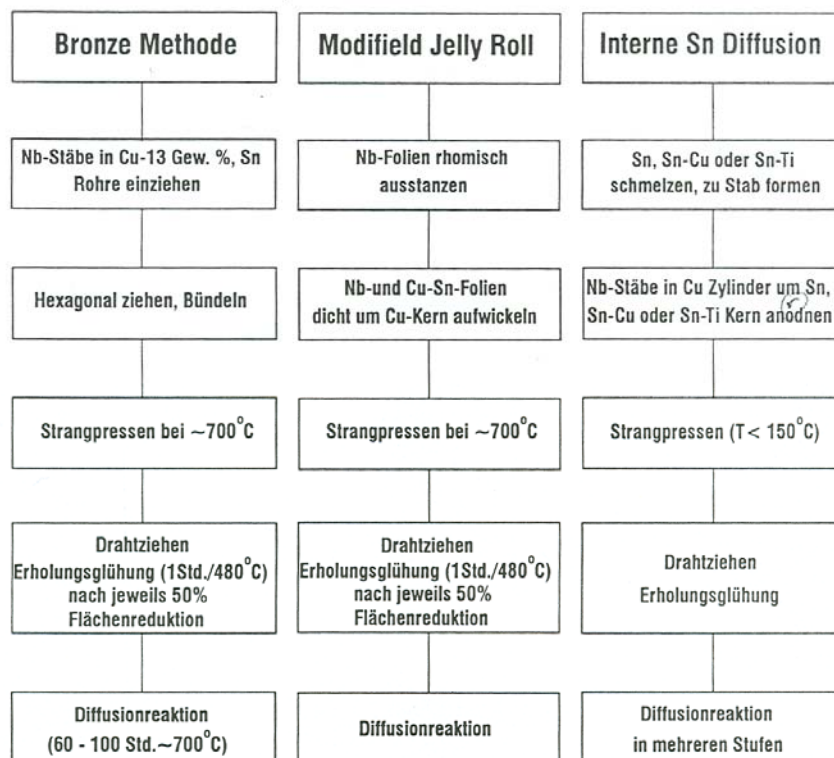 Bronze Methode
Nb-Stäbe in Cu-13 Gew. %, Sn
Rohre einziehen
Hexagonal ziehen, Bündeln
Strangpressen bei ~700°C
Drahtziehen
Erholungsglühung (1Std./480°C)
nach jeweils 50%
Flächenreduktion
Diffusionreaktion
(60 - 100 Std.~700°C)
Modifield Jelly Roll
Nb-Folien rhomisch
ausstanzen
Nb-und Cu-Sn-Folien
dicht um Cu-Kern aufwickeln
Strangpressen bei ~700°C
Drahtziehen
Erholungsglühung (1Std./480°C)
nach jeweils 50%
Flächenreduktion
Diffusionreaktion
Interne Sn Diffusion
Sn, Sn-Cu oder Sn-Ti
schmelzen, zu Stab formen
Nb-Stäbe in Cu Zylinder um Sn,
Sn-Cu oder Sn-Ti Kern anodnen
r
Strangpressen (T< 150°C)
Drahtziehen
Erholungsglühung
Diffusionreaktion
in mehreren Stufen